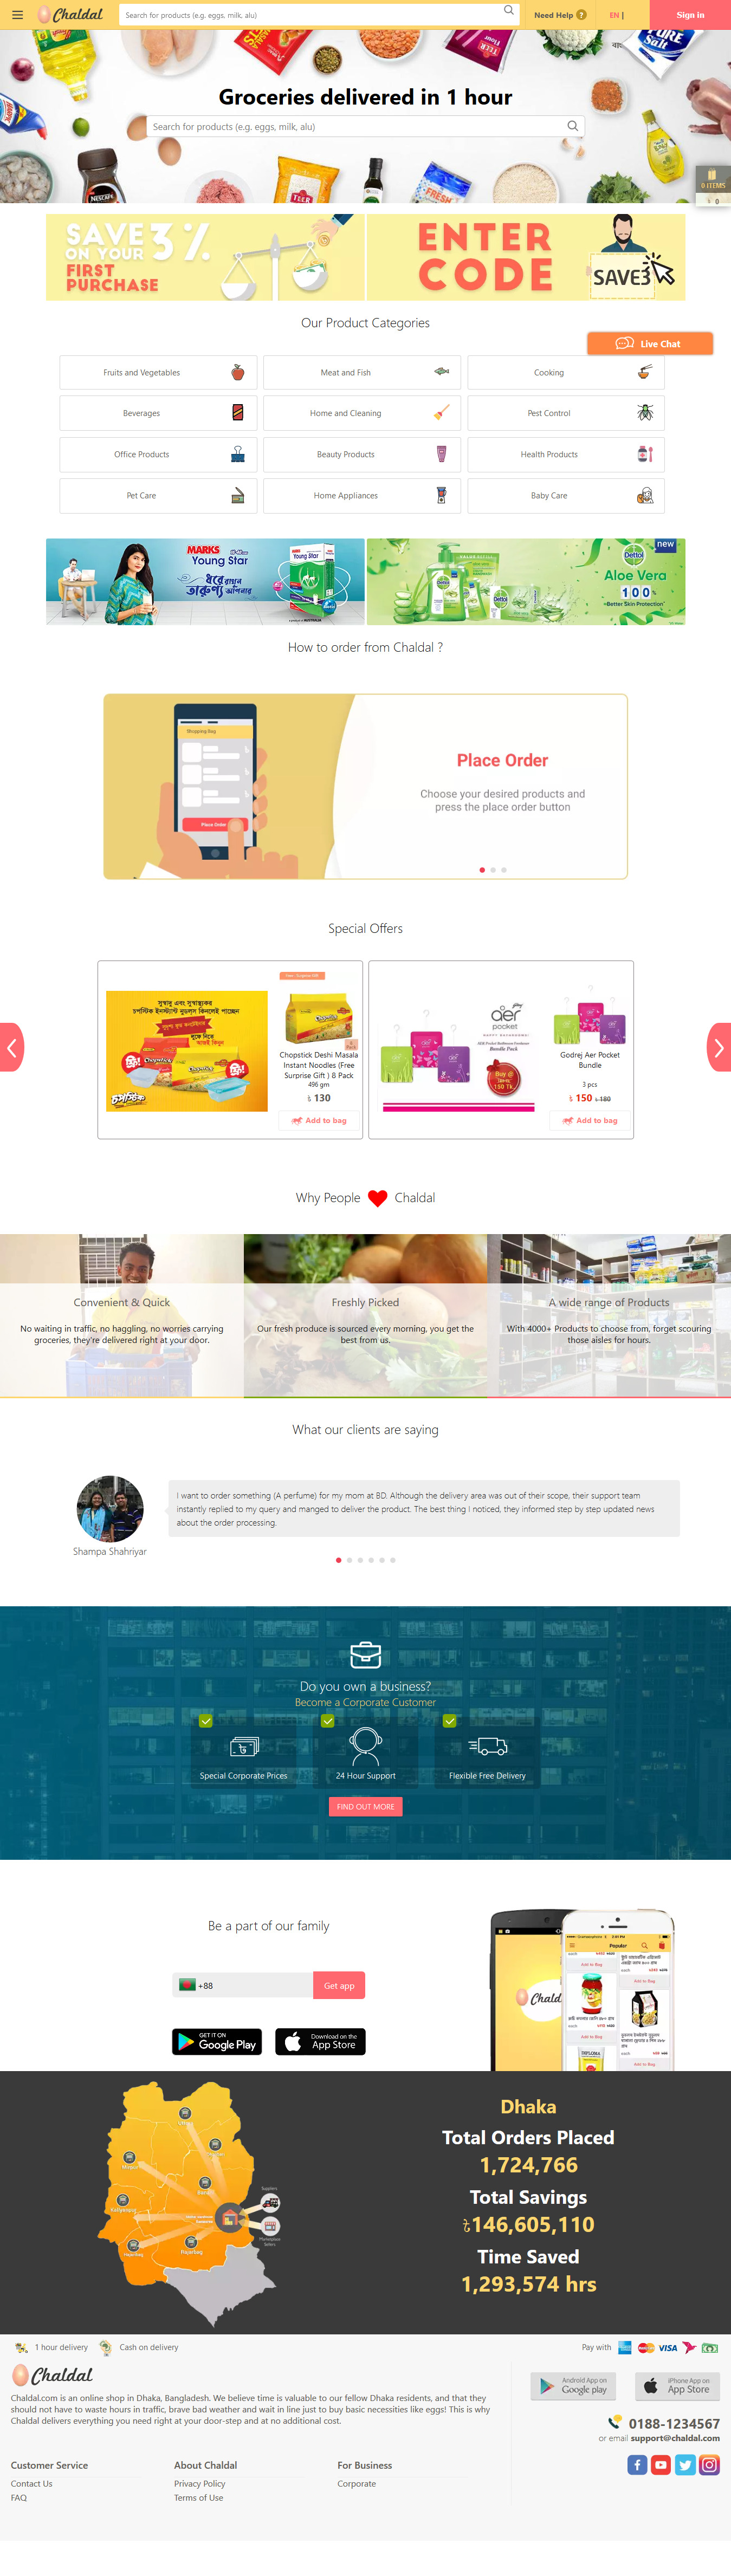 Chaldal
Search for products (e.g. eggs, milk, alu)
Need Help ?
EN |
Sign in
Groceries delivered in 1 hour
Search for products (e.g. eggs, milk, alu)
0 ITEMS
৳ 0
SAVE 3%
ON YOUR
FIRST
PURCHASE
ENTER
CODE
SAVE3
Our Product Categories
Live Chat
Fruits and Vegetables
Meat and Fish
Cooking
Beverages
Home and Cleaning
Pest Control
Office Products
Beauty Products
Health Products
Pet Care
Home Appliances
Baby Care
MARKS
Young Star
Dettol
new
Aloe Vera
100%
Better Skin Protection
How to order from Chaldal ?
Shopping Bag
Place Order
Place Order
Choose your desired products and
press the place order button
Special Offers
Chopstick Deshi Masala
Instant Noodles (Free
Surprise Gift ) 8 Pack
496 gm
৳ 130
Add to bag
aer
pocket
Buy @
150 Tk
Godrej Aer Pocket
Bundle
3 pcs
৳ 150 ৳ 180
Add to bag
Why People Chaldal
Convenient & Quick
No waiting in traffic, no haggling, no worries carrying
groceries, they're delivered right at your door.
Freshly Picked
Our fresh produce is sourced every morning, you get the
best from us.
A wide range of Products
With 4000+ Products to choose from, forget scouring
those aisles for hours.
What our clients are saying
I want to order something (A perfume) for my mom at BD. Although the delivery area was out of their scope, their support team
instantly replied to my query and manged to deliver the product. The best thing I noticed, they informed step by step updated news
about the order processing.
Shampa Shahriyar
Do you own a business?
Become a Corporate Customer
Special Corporate Prices
24 Hour Support
Flexible Free Delivery
FIND OUT MORE
Be a part of our family
+88
Get app
GET IT ON
Google Play
Download on the
App Store
Popular
Add to Bag
Dhaka
Total Orders Placed
1,724,766
Total Savings
৳146,605,110
Time Saved
1,293,574 hrs
1 hour delivery
Cash on delivery
Pay with
VISA
Chaldal
Chaldal.com is an online shop in Dhaka, Bangladesh. We believe time is valuable to our fellow Dhaka residents, and that they
should not have to waste hours in traffic, brave bad weather and wait in line just to buy basic necessities like eggs! This is why
Chaldal delivers everything you need right at your door-step and at no additional cost.
Android App on
Google play
iPhone App on
App Store
0188-1234567
or email support@chaldal.com
Customer Service
About Chaldal
For Business
Contact Us
Privacy Policy
Corporate
FAQ
Terms of Use